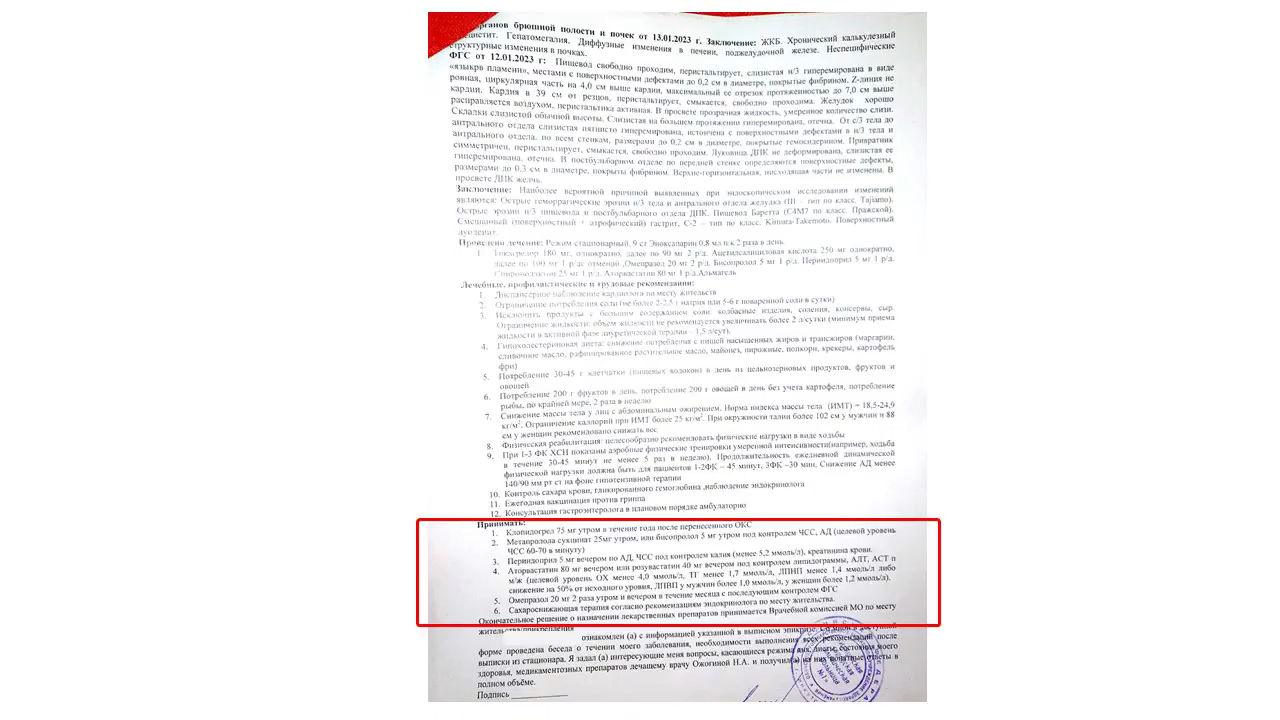 органов брюшной полости и почек от 13.01.2023 г. Заключение: ЖКБ. Хронический калькулезный
Гепатомегалия. Диффузные изменения в печени, поджелудочной железе. Неспецифические
структурные изменения в почках.
ФГС от 12.01.2023 г: Пищевод свободно проходим, перистальтирует, слизистая н/3 гиперемирована в виде
«языков пламени», местами с поверхностными дефектами до 0,2 см в диаметре, покрытые фибрином. Z-линия не
ровная, циркулярная часть на 4,0 см выше кардии, максимальный ее отрезок протяженностью до 7,0 см выше
кардии. Кардия в 39 см от резцов, перистальтирует, смыкается, свободно проходима. Желудок хорошо
расправляется воздухом, перистальтика активная. В просвете прозрачная жидкость, умеренное количество слизи.
Складки слизистой обычной высоты. Слизистая на большем протяжении гиперемирована, отечна. От с/3 тела до
антрального отдела слизистая пятнисто гиперемирована, истончена с поверхностными дефектами в н/3 тела и
антрального отдела, по всем стенкам, размерами до 0,2 см в диаметре, покрытые гемосидерином. Привратник
симметричен, перистальтирует, смыкается, свободно проходим. Луковица ДПК не деформирована, слизистая ее
гиперемирована, отечна. В постбульбарном отделе по передней стенке определяются поверхностные дефекты,
размерами до 0,3 см в диаметре, покрыты фибрином. Верхне-горизонтальная, нисходящая части не изменены. В
просвете ДПК желчь.
Заключение: Наиболее вероятной причиной выявленных при эндоскопическом исследовании изменений
являются: Острые геморрагические эрозии н/3 тела и антрального отдела желудка (III – тип по класс. Tajiamo).
Острые эрозии н/3 пищевода и постбульбарного отдела ДПК. Пищевод Баретта (C4M7 по класс. Пражской).
Смешанный (поверхностный + атрофический) гастрит, С-2 – тип по класс. Kimura-Takemoto. Поверхностный
дуоденит.
Проведено лечение: Режим стационарный, 9 ст Эноксапарин 0,8 мл п/к 2 раза в день.
1 Тикагрелор 180 мг, однократно, далее по 90 мг 2 р/д. Ацетилсалициловая кислота 250 мг однократно,
далее по 100 мг 1 р/дс отменой ,Омепразол 20 мг 2 р/д. Бисопролол 5 мг 1 р/д. Периндоприл 5 мг 1 р/д.
Спиронолактон 25 мг 1 р/д. Аторвастатин 80 мг 1 р/д.Альмагель
Лечебные, профилактические и трудовые рекомендации:
1. Диспансерное наблюдение кардиолога по месту жительств
2. Ограничение потребления соли (не более 2-2,5 г натрия или 5-6 г поваренной соли в сутки)
3. Исключить продукты с большим содержанием соли: колбасные изделия, соления, консервы, сыр.
Ограничение жидкости: объем жидкости не рекомендуется увеличивать более 2 л/сутки (минимум приема
жидкости в активной фазе диуретической терапии – 1,5 л/сут).
4. Гипохолестериновая диета: снижение потребления с пищей насыщенных жиров и трансжиров (маргарин,
сливочное масло, рафинированное растительное масло, майонез, пирожные, попкорн, крекеры, картофель
фри)
5. Потребление 30-45 г клетчатки (пищевых волокон) в день из цельнозерновых продуктов, фруктов и
овощей
6. Потребление 200 г фруктов в день, потребление 200 г овощей в день без учета картофеля, потребление
рыбы, по крайней мере, 2 раза в неделю
7. Снижение массы тела у лиц с абдоминальным ожирением. Норма индекса массы тела (ИМТ) = 18,5-24,9
кг/м². Ограничение каллорий при ИМТ более 25 кг/м². При окружности талии более 102 см у мужчин и 88
см у женщин рекомендовано снижать вес
8. Физическая реабилитация: целесообразно рекомендовать физические нагрузки в виде ходьбы
9. При 1-3 ФК ХСН показаны аэробные физические тренировки умеренной интенсивности(например, ходьба
в течение 30-45 минут не менее 5 раз в неделю). Продолжительность ежедневной динамической
физической нагрузки должна быть для пациентов 1-2ФК – 45 минут, 3ФК –30 мин. Снижение АД менее
140/90 мм рт ст на фоне гипотензивной терапии
10. Контроль сахара крови, гликированного гемоглобина ,наблюдение эндокринолога
11. Ежегодная вакцинация против гриппа
12. Консультация гастроэнтеролога в плановом порядке амбулаторно
Принимать:
1. Клопидогрел 75 мг утром в течение года после перенесенного ОКС
2. Метапролола сукцинат 25мг утром, или бисопролол 5 мг утром под контролем ЧСС, АД (целевой уровень
ЧСС 60-70 в минуту)
3. Периндоприл 5 мг вечером по АД, ЧСС под контролем калия (менее 5,2 ммоль/л), креатинина крови.
4. Аторвастатин 80 мг вечером или розувастатин 40 мг вечером под контролем липидограммы, АЛТ, АСТ п
м/ж (целевой уровень ОХ менее 4,0 ммоль/л, ТГ менее 1,7 ммоль/л, ЛПНП менее 1,4 ммоль/л либо
снижение на 50% от исходного уровня, ЛПВП у мужчин более 1,0 ммоль/л, у женщин более 1,2 ммоль/л).
5. Омепразол 20 мг 2 раза утром и вечером в течение месяца с последующим контролем ФГС
6. Сахароснижающая терапия согласно рекомендациям эндокринолога по месту жительства.
Окончательное решение о назначении лекарственных препаратов принимается Врачебной комиссией МО по месту
жительства/прикрепления
ознакомлен (а) с информацией указанной в выписном эпикризе. Со мной в доступной
форме проведена беседа о течении моего заболевания, необходимости выполнения всех рекомендаций после
выписки из стационара. Я задал (а) интересующие меня вопросы, касающиеся режима дня, диеты, состояния моего
здоровья, медикаментозных препаратов лечащему врачу Ожогиной Н.А. и получил(а) на них понятные ответы в
полном объёме.
Подпись